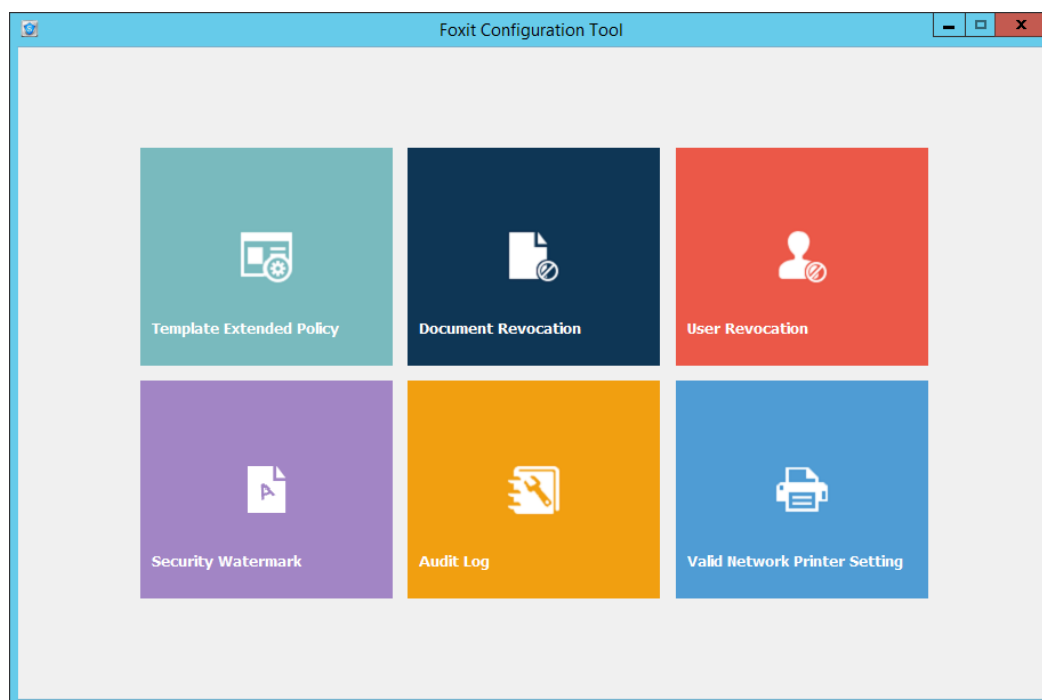 Foxit Configuration Tool
Template Extended Policy
Document Revocation
User Revocation
Security Watermark
Audit Log
Valid Network Printer Setting